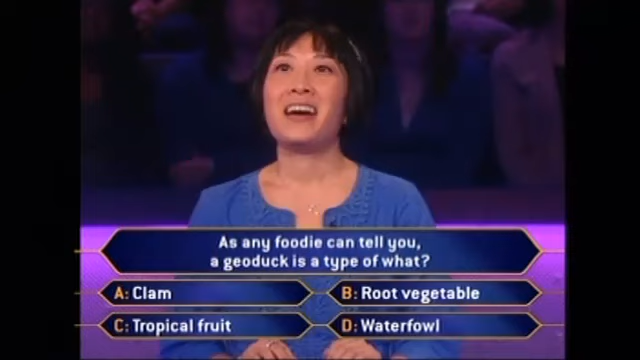 As any foodie can tell you,
a geoduck is a type of what?
A: Clam
B: Root vegetable
C: Tropical fruit
D: Waterfowl